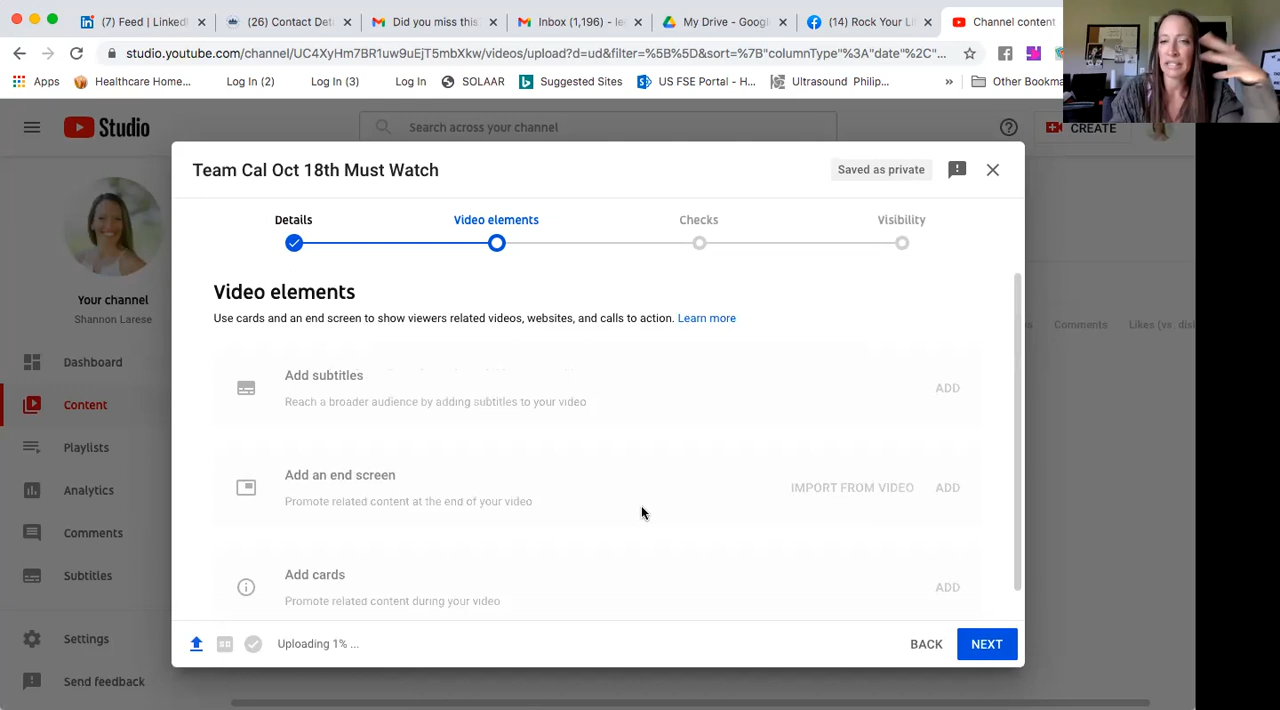 (7) Feed | LinkedI
(26) Contact Deta
Did you miss this
Inbox (1,196) - le
My Drive - Google
(14) Rock Your Li
Channel content
studio.youtube.com/channel/UC4XvHm7BR1uw9uEjT5mbXcw/videos/upload?d=ud&filter=%5B%5D&sort=%7B"columnType"%3A"date"%2C"...
Apps
Healthcare Home...
Log In (2)
Log In (3)
Log In
SOLAAR
Suggested Sites
US FSE Portal - H...
Ultrasound Philip...
»
Other Bookma
Studio
Search across your channel
CREATE
Team Cal Oct 18th Must Watch
Saved as private
Details
Video elements
Checks
Visibility
Video elements
Use cards and an end screen to show viewers related videos, websites, and calls to action. Learn more
Add subtitles
Reach a broader audience by adding subtitles to your video
ADD
Add an end screen
Promote related content at the end of your video
IMPORT FROM VIDEO
ADD
Add cards
Promote related content during your video
ADD
Uploading 1% ...
BACK
NEXT
Your channel
Shannon Larese
Dashboard
Content
Playlists
Analytics
Comments
Subtitles
Settings
Send feedback
Comments
Likes (vs. disl